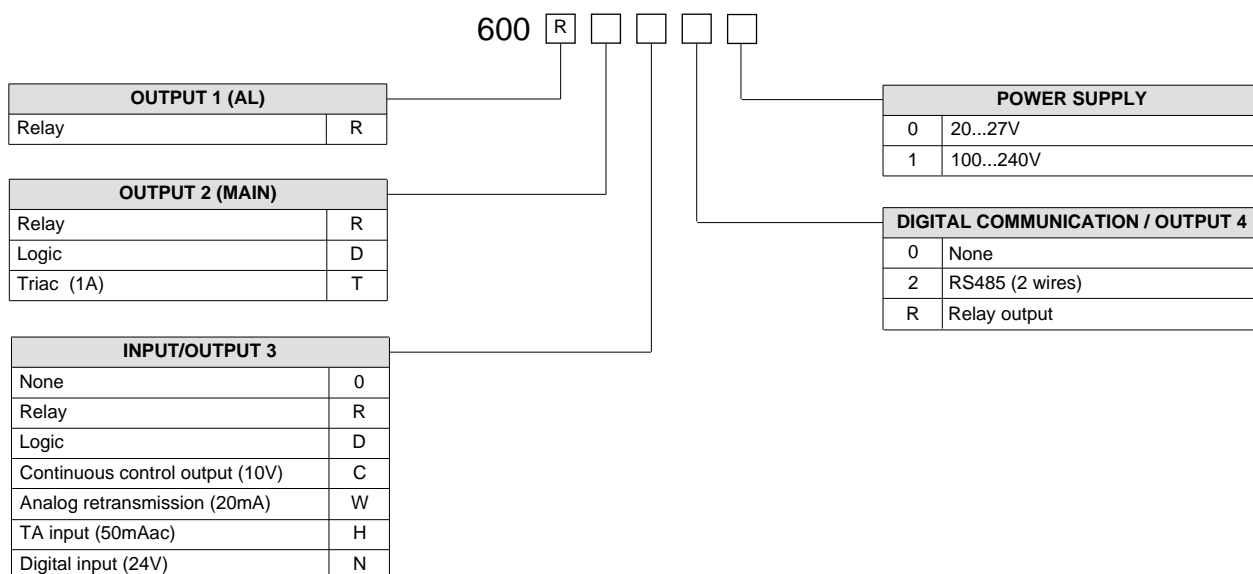 600 R
OUTPUT 1 (AL)
Relay R
OUTPUT 2 (MAIN)
Relay R
Logic D
Triac (1A) T
INPUT/OUTPUT 3
None 0
Relay R
Logic D
Continuous control output (10V) C
Analog retransmission (20mA) W
TA input (50mAac) H
Digital input (24V) N
POWER SUPPLY
0 20...27V
1 100...240V
DIGITAL COMMUNICATION / OUTPUT 4
0 None
2 RS485 (2 wires)
R Relay output